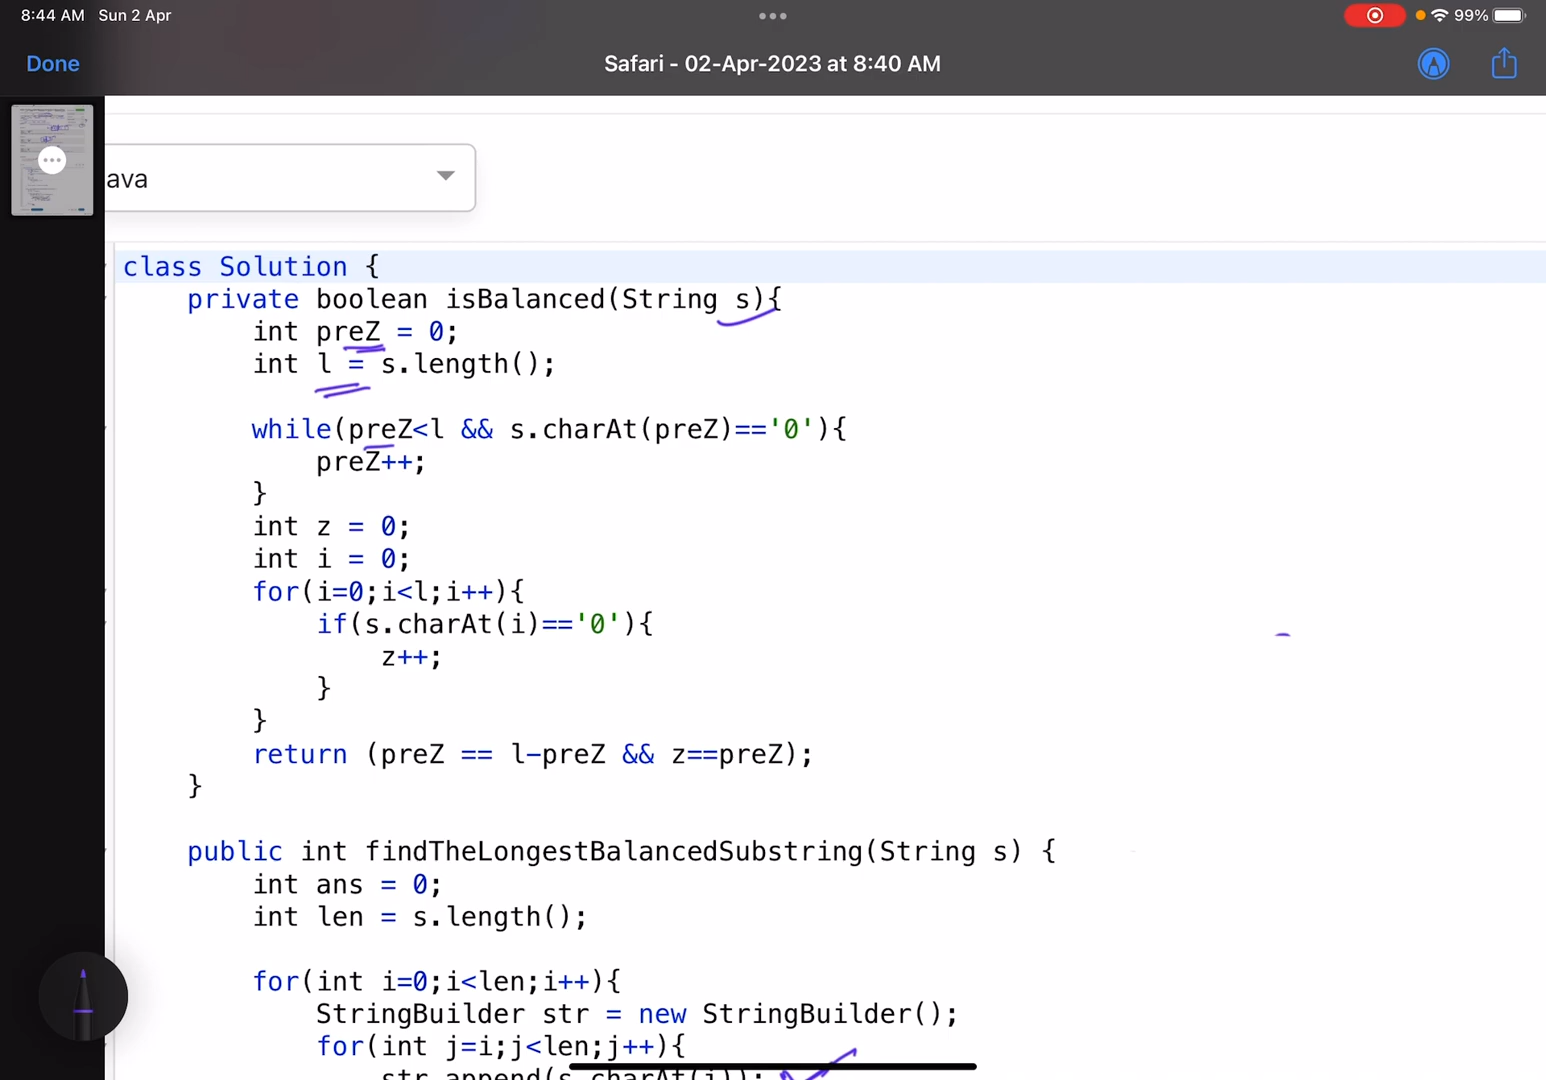 8:44 AM Sun 2 Apr
99%
Done
Safari - 02-Apr-2023 at 8:40 AM
ava
class Solution {
private boolean isBalanced(String s){
int preZ = 0;
int l = s.length();
while(preZ<l && s.charAt(preZ)=='0'){
preZ++;
}
int z = 0;
int i = 0;
for(i=0;i<l;i++){
if(s.charAt(i)=='0'){
z++;
}
}
return (preZ == l-preZ && z==preZ);
}
public int findTheLongestBalancedSubstring(String s) {
int ans = 0;
int len = s.length();
for(int i=0;i<len;i++){
StringBuilder str = new StringBuilder();
for(int j=i;j<len;j++){